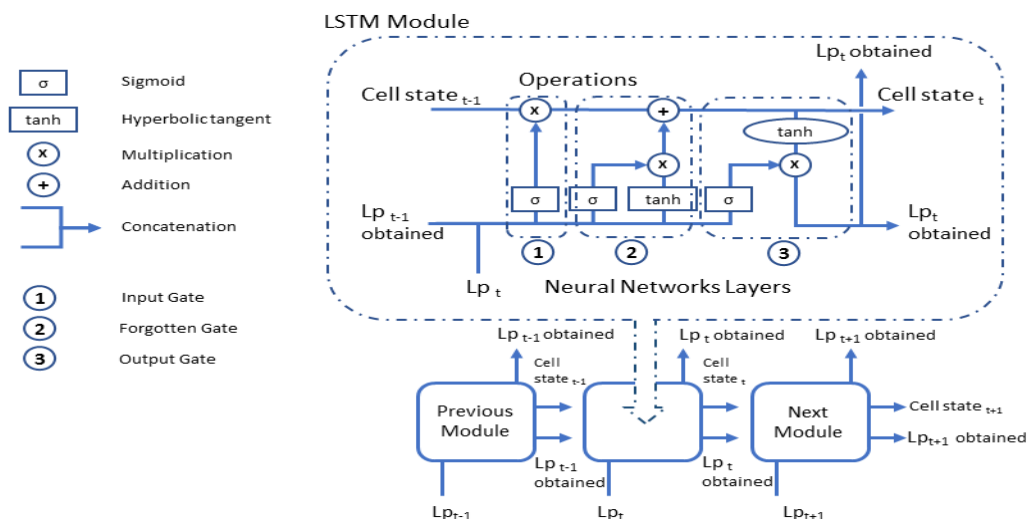 LSTM Module
Lpt obtained
σ Sigmoid
Operations
Cell state t-1
x
+
Cell state t
tanh Hyperbolic tangent
tanh
x Multiplication
x
x
+ Addition
σ
σ
tanh
σ
Concatenation
Lp t-1 obtained
Lpt obtained
1
2
3
Lp t
Neural Networks Layers
1 Input Gate
2 Forgotten Gate
3 Output Gate
Lp t-1 obtained
Lp t obtained
Lp t+1 obtained
Cell state t-1
Cell state t
Previous Module
Next Module
Cell state t+1
Lpt+1 obtained
Lp t-1 obtained
Lp t obtained
Lpt-1
Lpt
Lpt+1